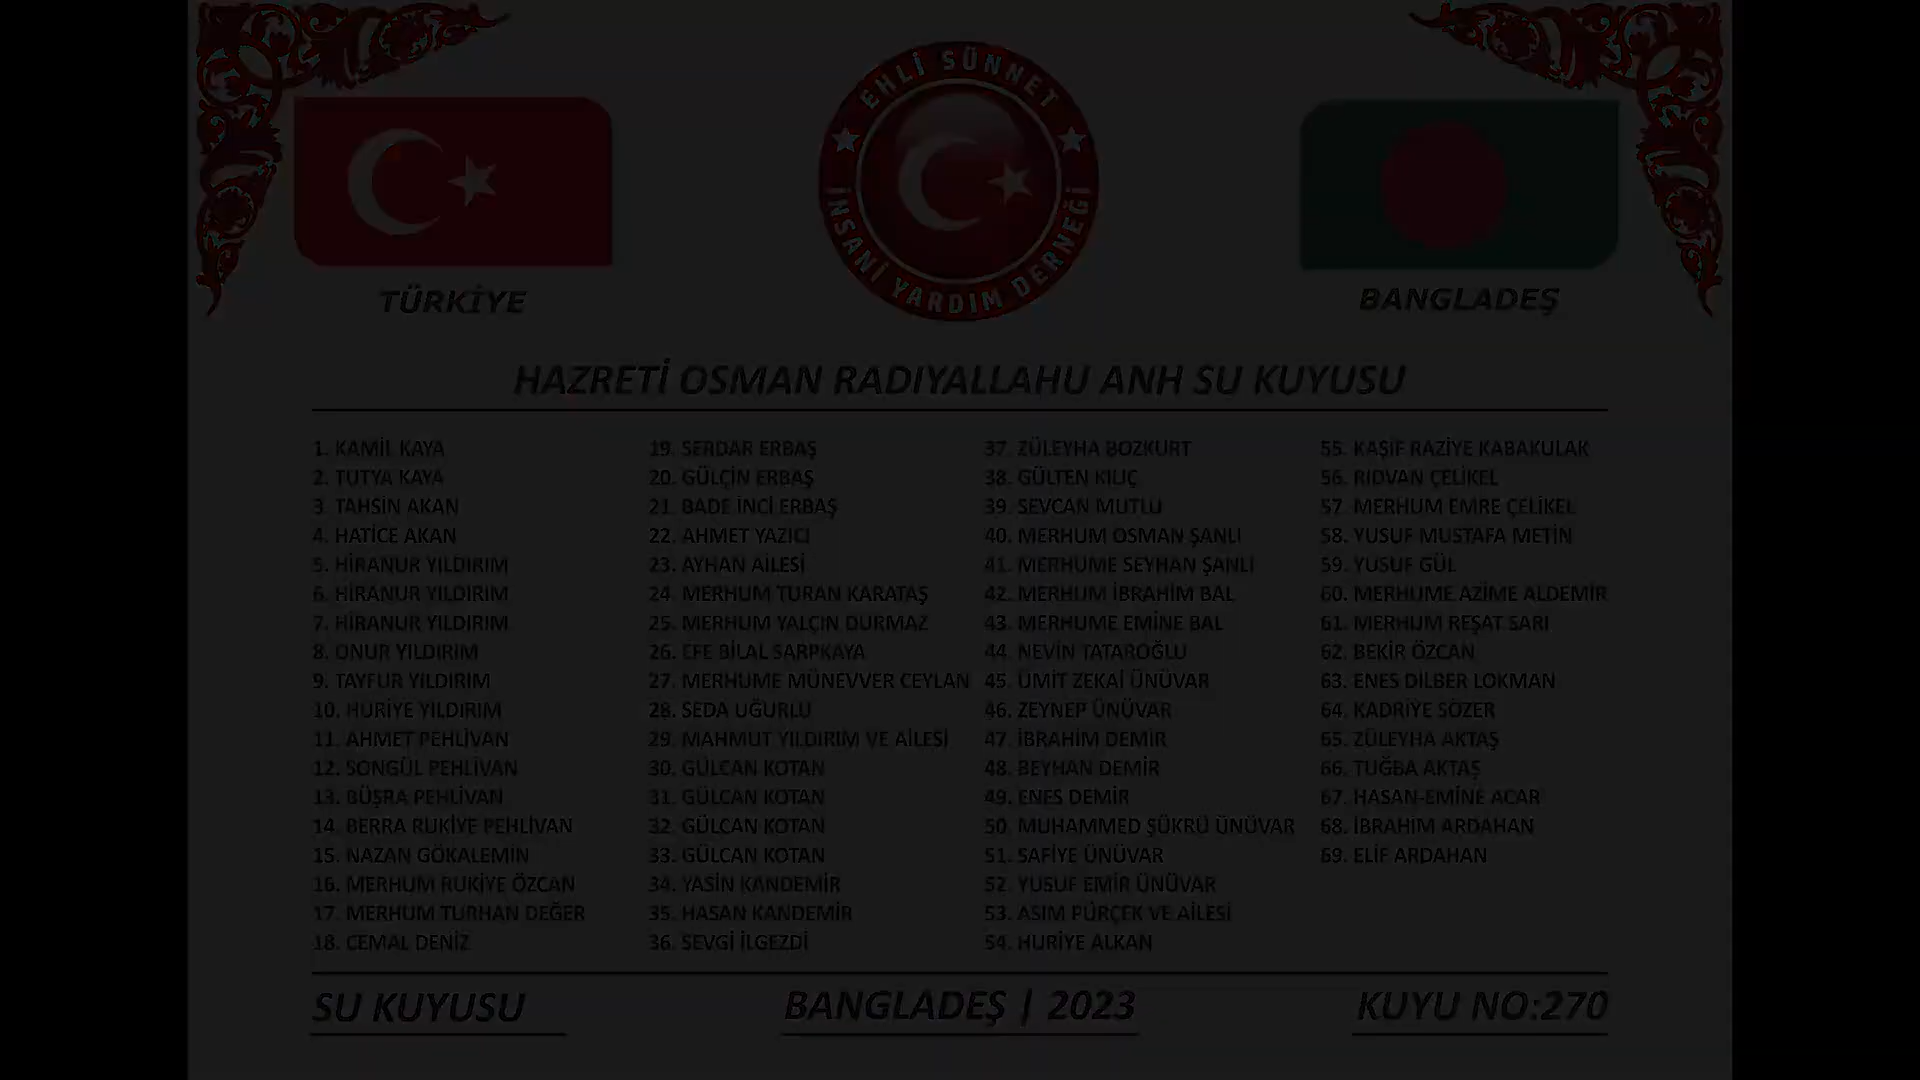 EHLİ SÜNNET
İNSANİ YARDIM DERNEĞİ
TÜRKİYE
BANGLADEŞ
HAZRETİ OSMAN RADIYALLAHU ANH SU KUYUSU
1. KAMİL KAYA
2. TUTYA KAYA
3. TAHSİN AKAN
4. HATİCE AKAN
5. HİRANUR YILDIRIM
6. HİRANUR YILDIRIM
7. HİRANUR YILDIRIM
8. ONUR YILDIRIM
9. TAYFUR YILDIRIM
10. HURİYE YILDIRIM
11. AHMET PEHLİVAN
12. SONGÜL PEHLİVAN
13. BÜŞRA PEHLİVAN
14. BERRA RUKİYE PEHLİVAN
15. NAZAN GÖKALEMİN
16. MERHUM RUKİYE ÖZCAN
17. MERHUM TURHAN DEĞER
18. CEMAL DENİZ
19. SERDAR ERBAŞ
20. GÜLÇİN ERBAŞ
21. BADE İNCİ ERBAŞ
22. AHMET YAZICI
23. AYHAN AİLESİ
24. MERHUM TURAN KARATAŞ
25. MERHUM YALÇIN DURMAZ
26. EFE BİLAL SARPKAYA
27. MERHUME MÜNEVVER CEYLAN
28. SEDA UĞURLU
29. MAHMUT YILDIRIM VE AİLESİ
30. GÜLCAN KOTAN
31. GÜLCAN KOTAN
32. GÜLCAN KOTAN
33. GÜLCAN KOTAN
34. YASİN KANDEMİR
35. HASAN KANDEMİR
36. SEVGİ İLGEZDİ
37. ZÜLEYHA BOZKURT
38. GÜLTEN KILIÇ
39. SEVCAN MUTLU
40. MERHUM OSMAN ŞANLI
41. MERHUME SEYHAN ŞANLI
42. MERHUM İBRAHİM BAL
43. MERHUME EMİNE BAL
44. NEVİN TATAROĞLU
45. ÜMİT ZEKAİ ÜNÜVAR
46. ZEYNEP ÜNÜVAR
47. İBRAHİM DEMİR
48. BEYHAN DEMİR
49. ENES DEMİR
50. MUHAMMED ŞÜKRÜ ÜNÜVAR
51. SAFİYE ÜNÜVAR
52. YUSUF EMİR ÜNÜVAR
53. ASIM PÜRÇEK VE AİLESİ
54. HURİYE ALKAN
55. KAŞİF RAZİYE KABAKULAK
56. RIDVAN ÇELİKEL
57. MERHUM EMRE ÇELİKEL
58. YUSUF MUSTAFA METİN
59. YUSUF GÜL
60. MERHUME AZİME ALDEMİR
61. MERHUM REŞAT SARI
62. BEKİR ÖZCAN
63. ENES DİLBER LOKMAN
64. KADRİYE SÖZER
65. ZÜLEYHA AKTAŞ
66. TUĞBA AKTAŞ
67. HASAN-EMİNE ACAR
68. İBRAHİM ARDAHAN
69. ELİF ARDAHAN
SU KUYUSU
BANGLADEŞ | 2023
KUYU NO:270